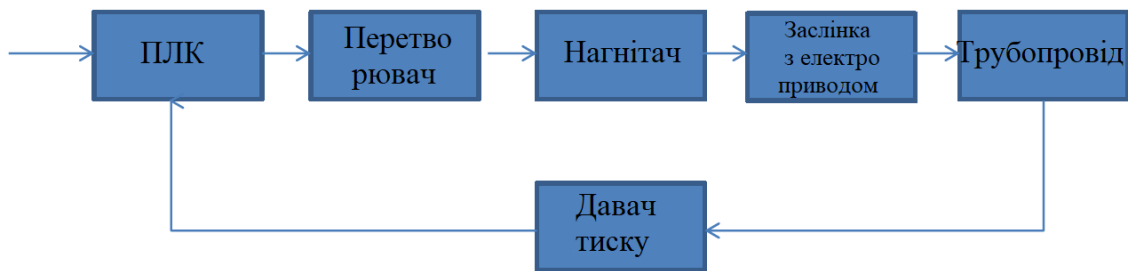 ПЛК
Перетво
рювач
Нагнітач
Заслінка
з електро
приводом
Трубопровід
Давач
тиску